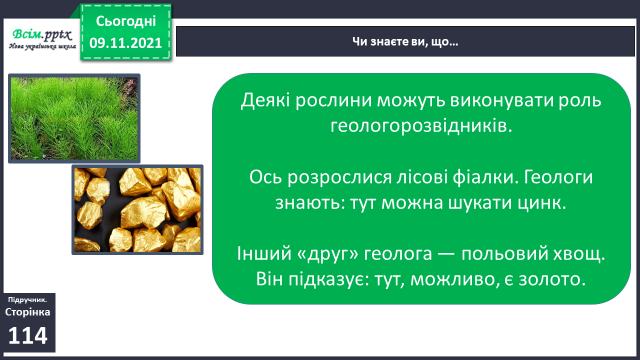 Всім.pptx
Нова українська школа
Сьогодні
09.11.2021
Чи знаєте ви, що…
Деякі рослини можуть виконувати роль
геологорозвідників.
Ось розрослися лісові фіалки. Геологи
знають: тут можна шукати цинк.
Інший «друг» геолога — польовий хвощ.
Він підказує: тут, можливо, є золото.
Підручник.
Сторінка
114